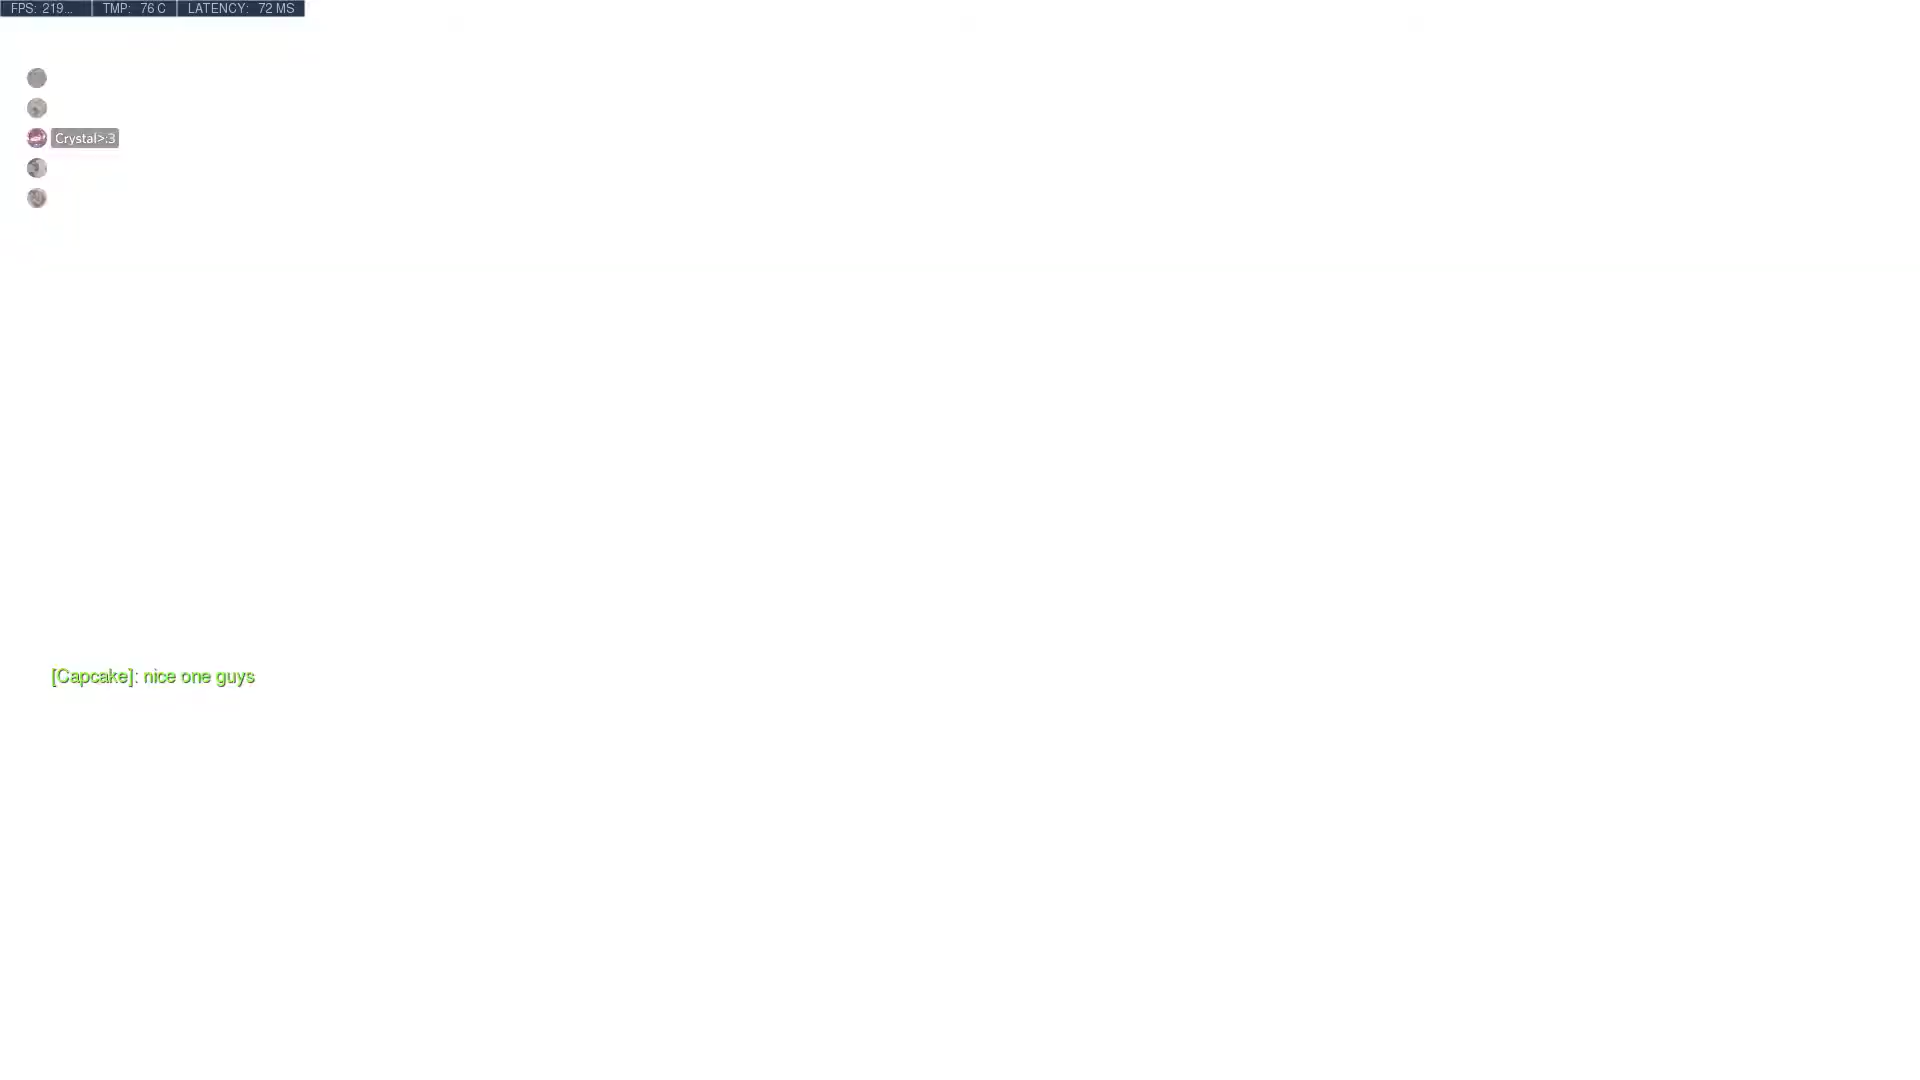 FPS: 219... TMP: 76 C LATENCY: 72 MS
Crystal>:3
[Capcake]: nice one guys